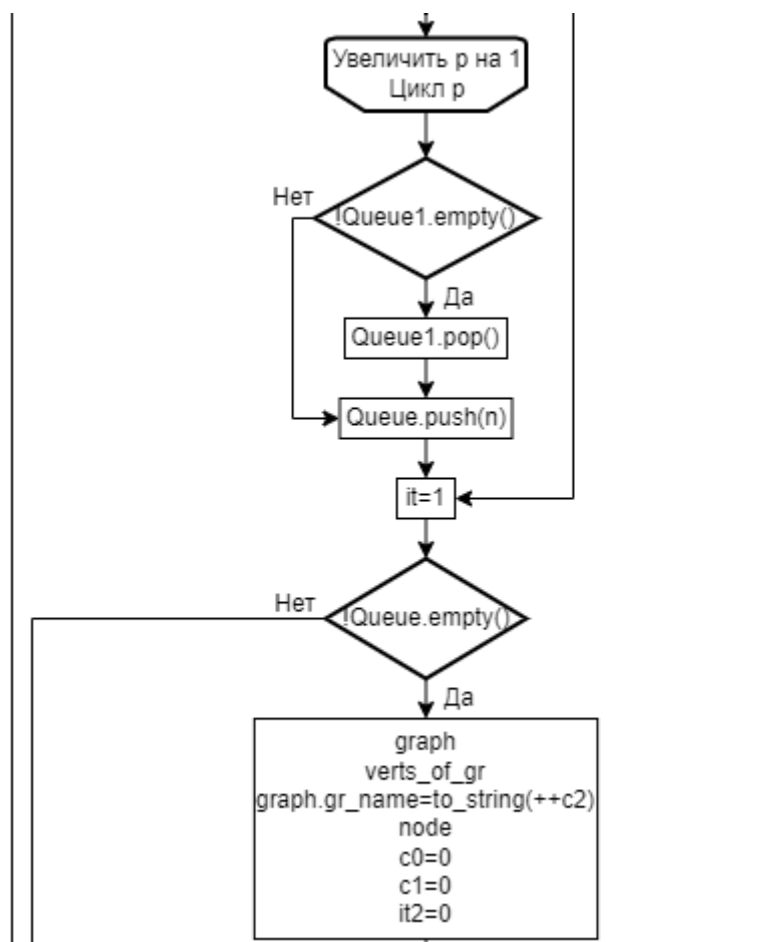 Увеличить p на 1
Цикл p
Нет
!Queue1.empty()
Да
Queue1.pop()
Queue.push(n)
it=1
Нет
!Queue.empty()
Да
graph
verts_of_gr
graph.gr_name=to_string(++c2)
node
c0=0
c1=0
it2=0